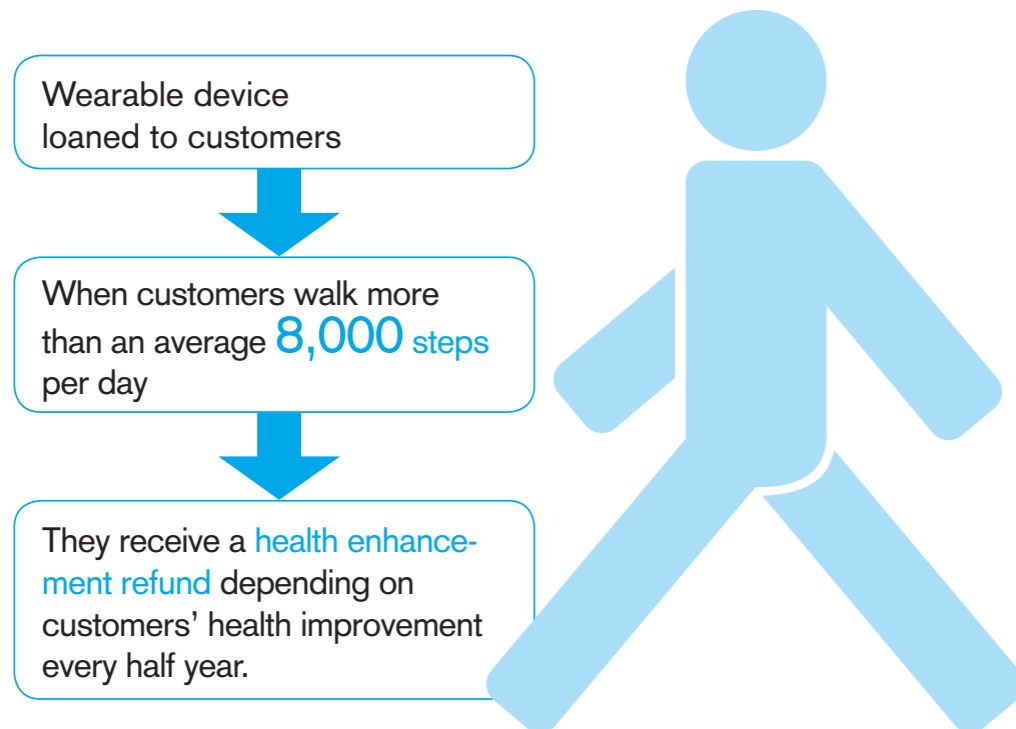 Wearable device
loaned to customers
When customers walk more
than an average 8,000 steps
per day
They receive a health enhance-
ment refund depending on
customers’ health improvement
every half year.